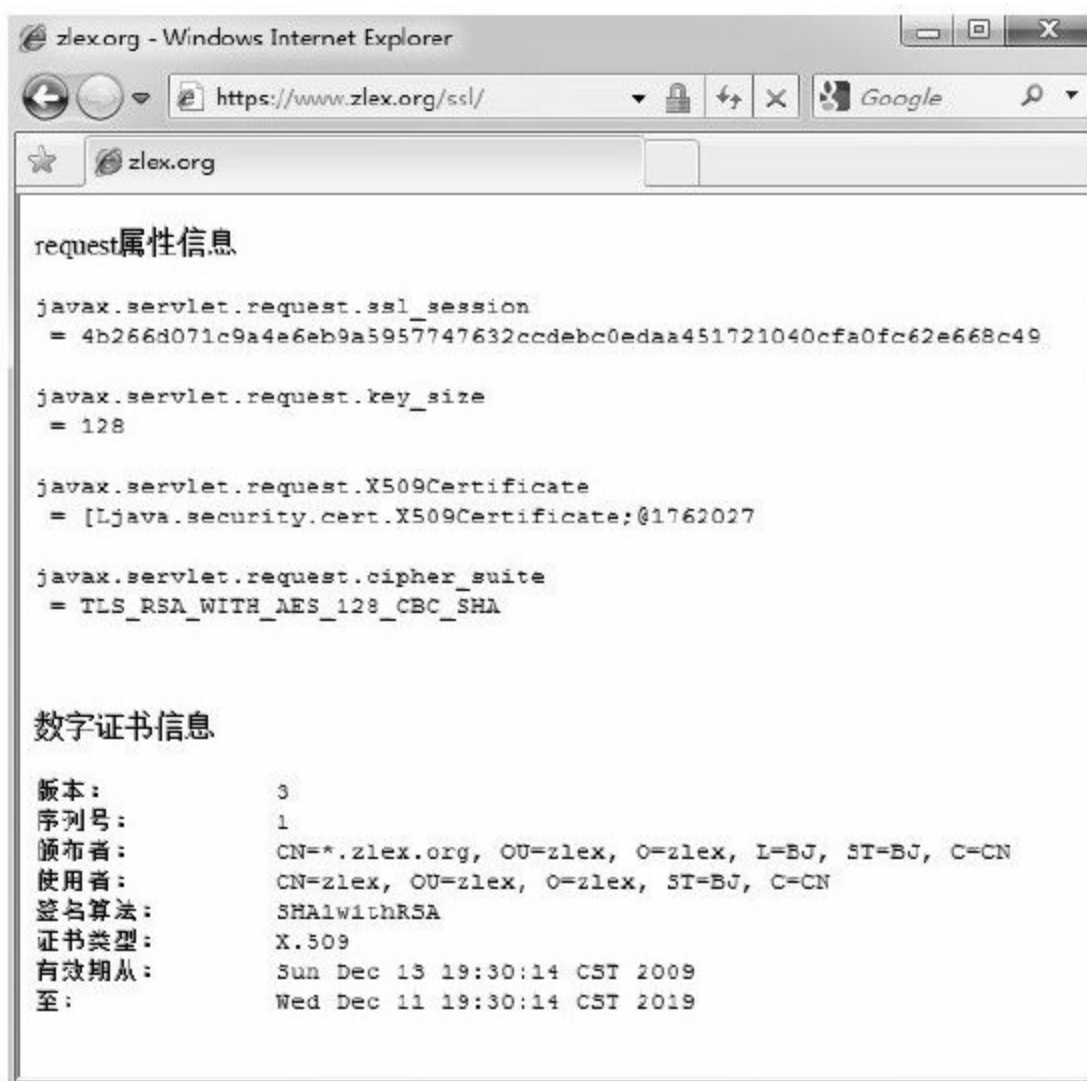 zlex.org - Windows Internet Explorer
https://www.zlex.org/ssl/
Google
zlex.org
request属性信息
javax.servlet.request.ssl_session
= 4b266d071c9a4e6eb9a5957747632ccdebc0edaa451721040cfa0fc62e668c49
javax.servlet.request.key_size
= 128
javax.servlet.request.X509Certificate
= [Ljava.security.cert.X509Certificate;@1762027
javax.servlet.request.cipher_suite
= TLS_RSA_WITH_AES_128_CBC_SHA
数字证书信息
版本： 3
序列号： 1
颁布者： CN=*.zlex.org, OU=zlex, O=zlex, L=BJ, ST=BJ, C=CN
使用者： CN=zlex, OU=zlex, O=zlex, ST=BJ, C=CN
签名算法： SHA1withRSA
证书类型： X.509
有效期从： Sun Dec 13 19:30:14 CST 2009
至： Wed Dec 11 19:30:14 CST 2019